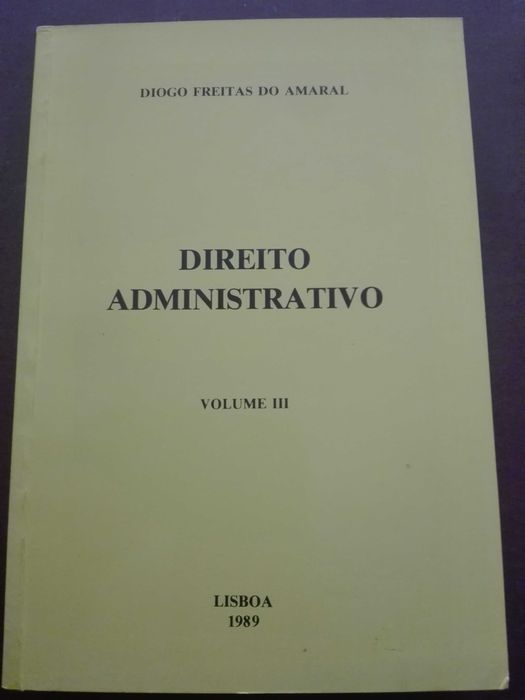 DIOGO FREITAS DO AMARAL
DIREITO
ADMINISTRATIVO
VOLUME III
LISBOA
1989